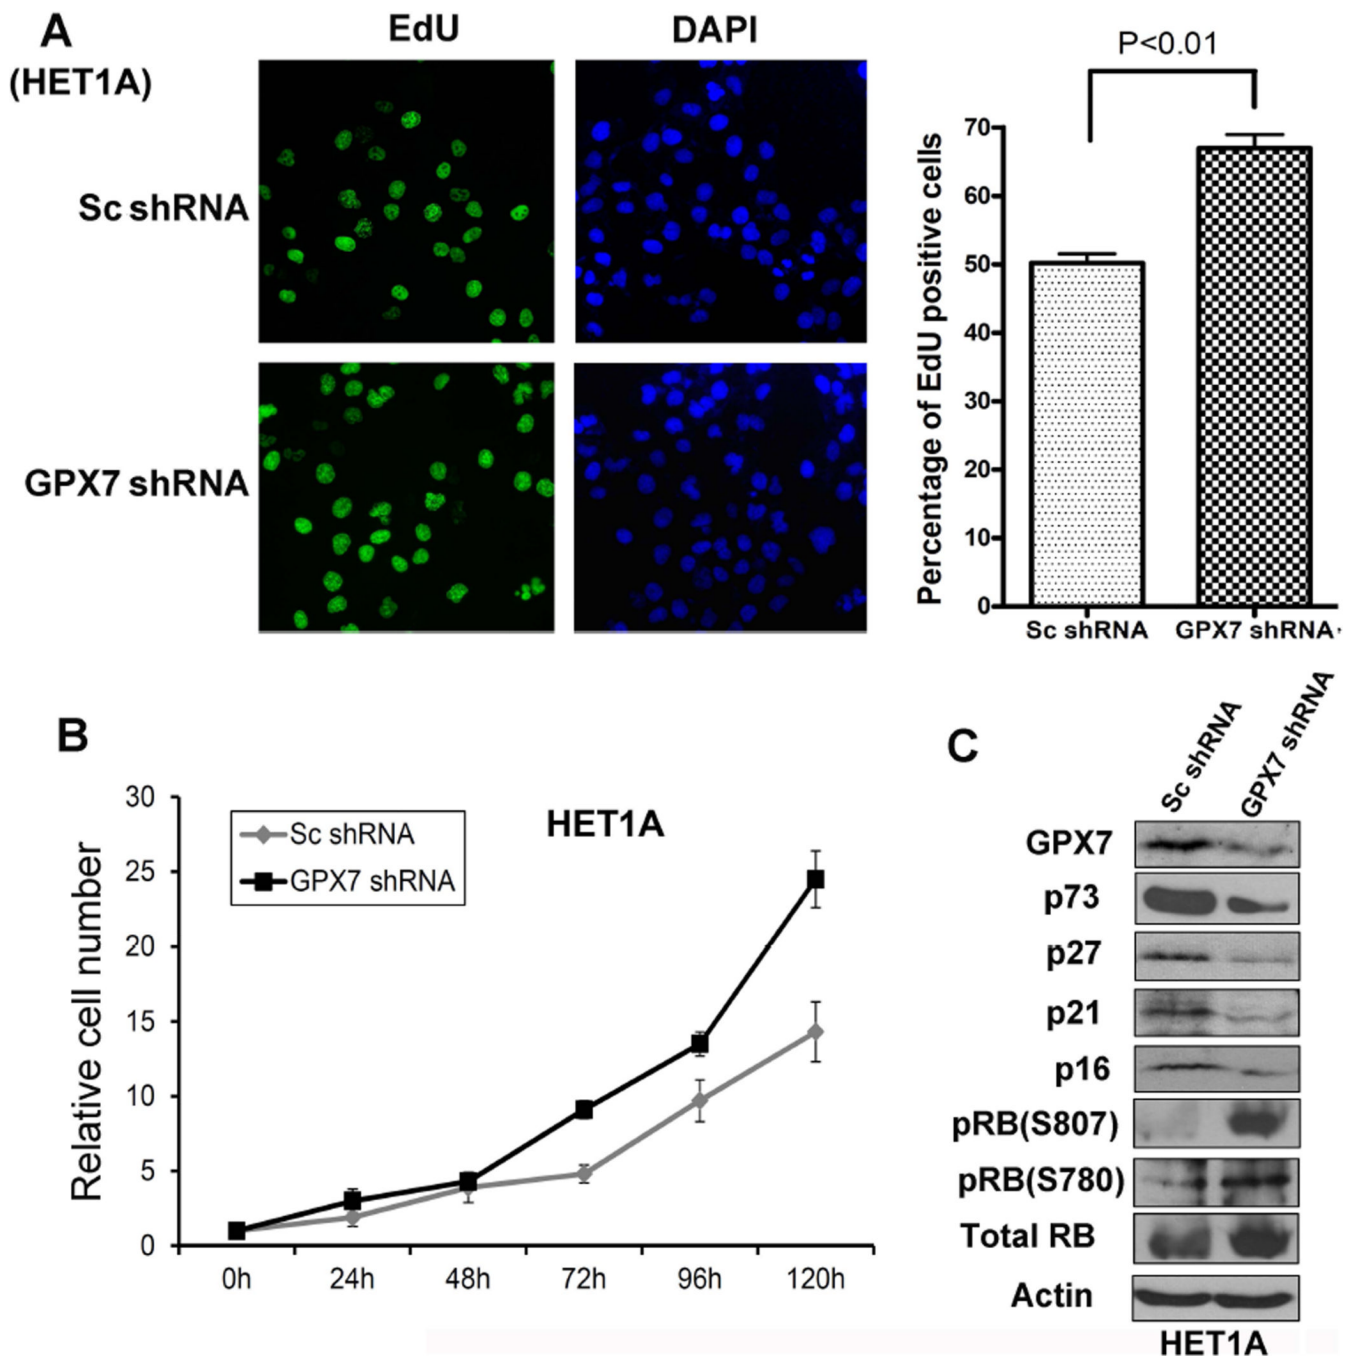 A
(HET1A)
EdU
DAPI
Sc shRNA
GPX7 shRNA
P<0.01
Percentage of EdU positive cells
70
60
50
40
30
20
10
0
Sc shRNA
GPX7 shRNA,
B
HET1A
Sc shRNA
GPX7 shRNA
Relative cell number
30
25
20
15
10
5
0
0h 24h 48h 72h 96h 120h
C
Sc shRNA
GPX7 shRNA
GPX7
p73
p27
p21
p16
pRB(S807)
pRB(S780)
Total RB
Actin
HET1A